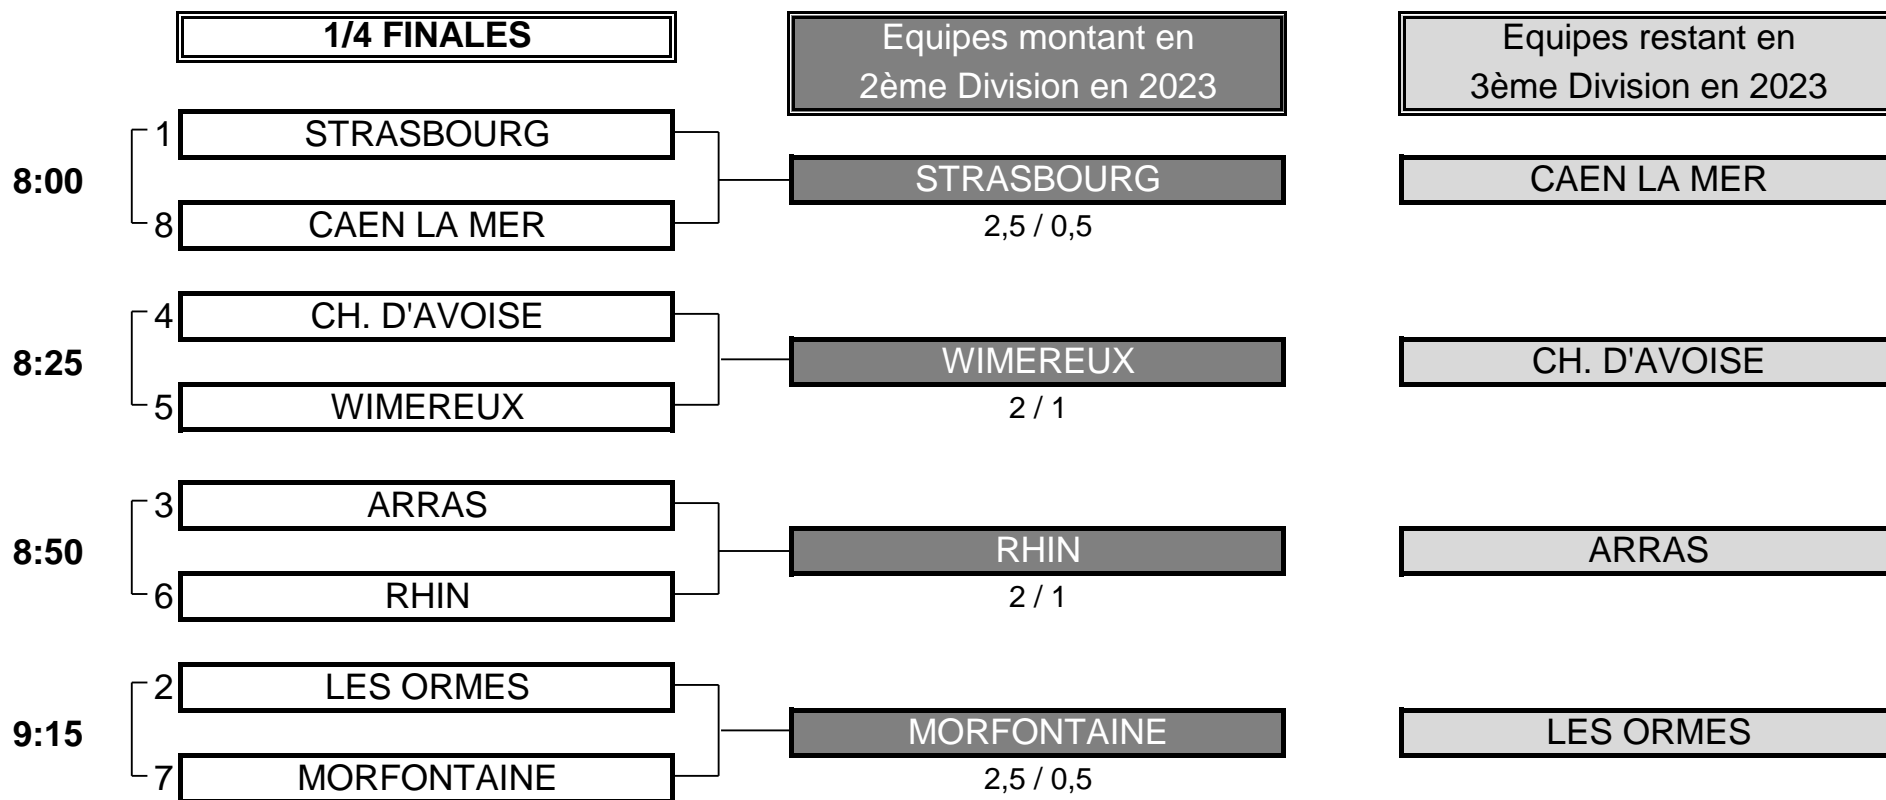 1/4 FINALES
Equipes montant en
2ème Division en 2023
Equipes restant en
3ème Division en 2023
8:00
1 STRASBOURG
8 CAEN LA MER
STRASBOURG
2,5 / 0,5
CAEN LA MER
8:25
4 CH. D'AVOISE
5 WIMEREUX
WIMEREUX
2 / 1
CH. D'AVOISE
8:50
3 ARRAS
6 RHIN
RHIN
2 / 1
ARRAS
9:15
2 LES ORMES
7 MORFONTAINE
MORFONTAINE
2,5 / 0,5
LES ORMES